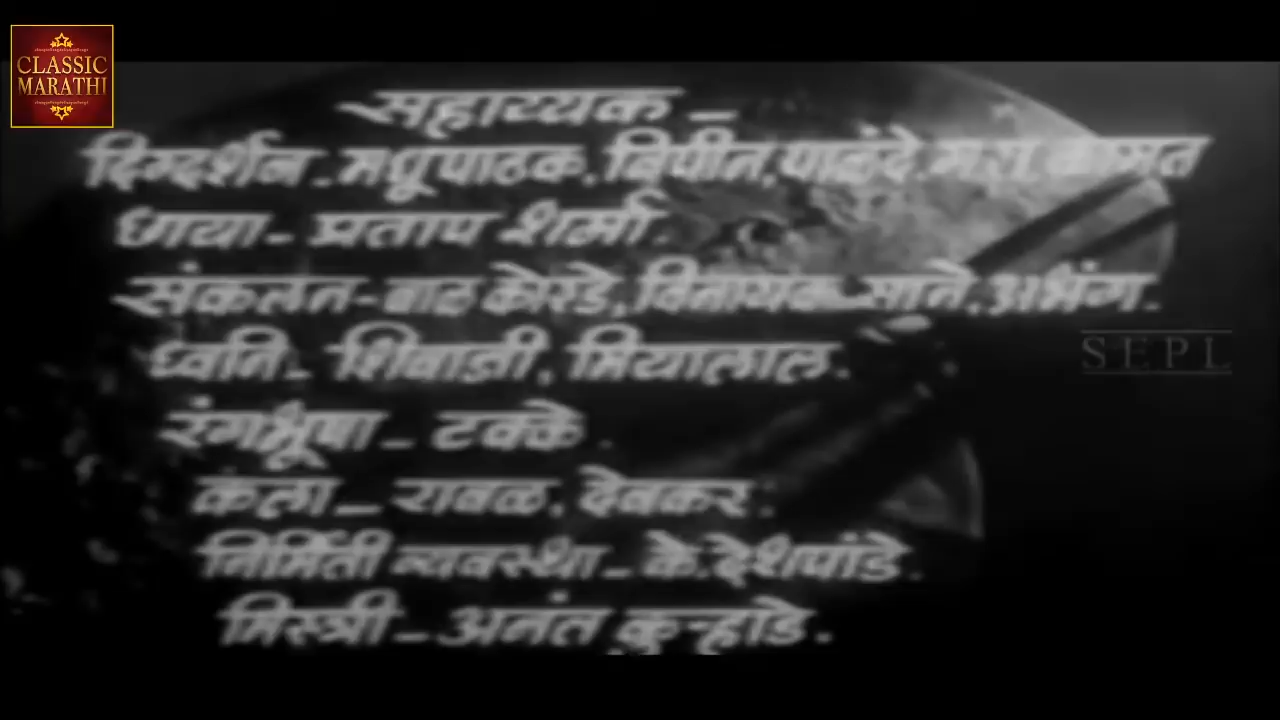 CLASSIC
MARATHI
सहाय्यक -
दिग्दर्शन - मधू पाठक, विपीन, पाळंदे, कामत
छाया - प्रताप शर्मा.
संकलन - बाळ कोरडे, विनायक साने, अभंग.
SEPL
ध्वनि - शिवाजी, मियालाल.
रंगभूषा - टक्के.
कला - रावळ, देवकर.
निर्मिती व्यवस्था - के. देशपांडे.
मिस्त्री - अनंत कुऱ्हाडे.